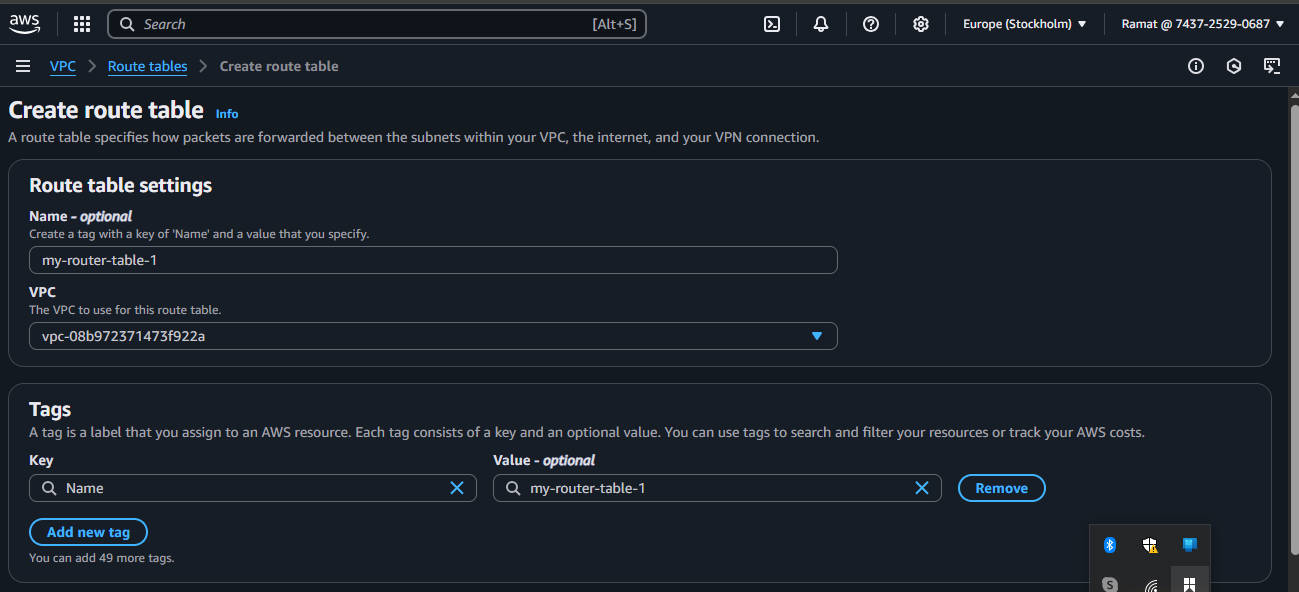 aws
Search [Alt+S] Europe (Stockholm) Ramat @ 7437-2529-0687
VPC Route tables Create route table
Create route table Info
A route table specifies how packets are forwarded between the subnets within your VPC, the internet, and your VPN connection.
Route table settings
Name - optional
Create a tag with a key of 'Name' and a value that you specify.
my-router-table-1
VPC
The VPC to use for this route table.
vpc-08b972371473f922a
Tags
A tag is a label that you assign to an AWS resource. Each tag consists of a key and an optional value. You can use tags to search and filter your resources or track your AWS costs.
Key Value - optional
Name my-router-table-1 Remove
Add new tag
You can add 49 more tags.